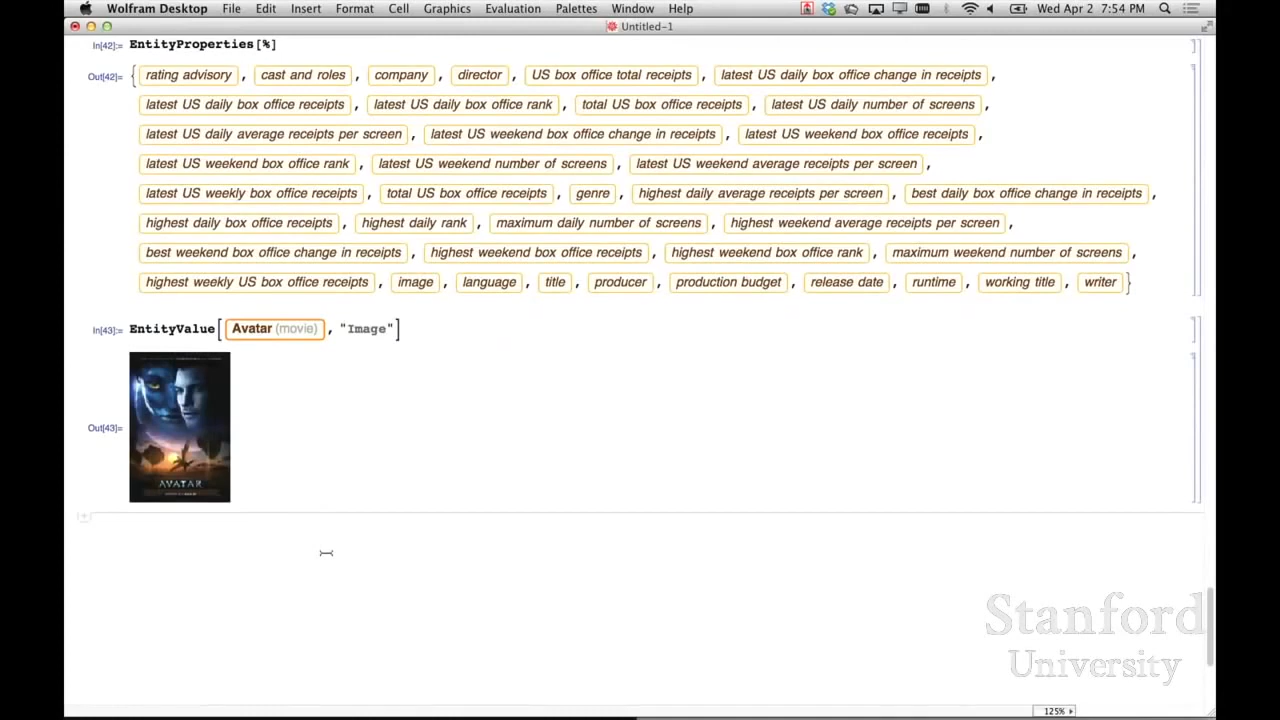 Wolfram Desktop File Edit Insert Format Cell Graphics Evaluation Palettes Window Help Wed Apr 2 7:54 PM
Untitled-1
In[42]:= EntityProperties[%]
Out[42]= { rating advisory , cast and roles , company , director , US box office total receipts , latest US daily box office change in receipts ,
latest US daily box office receipts , latest US daily box office rank , total US box office receipts , latest US daily number of screens ,
latest US daily average receipts per screen , latest US weekend box office change in receipts , latest US weekend box office receipts ,
latest US weekend box office rank , latest US weekend number of screens , latest US weekend average receipts per screen ,
latest US weekly box office receipts , total US box office receipts , genre , highest daily average receipts per screen , best daily box office change in receipts ,
highest daily box office receipts , highest daily rank , maximum daily number of screens , highest weekend average receipts per screen ,
best weekend box office change in receipts , highest weekend box office receipts , highest weekend box office rank , maximum weekend number of screens ,
highest weekly US box office receipts , image , language , title , producer , production budget , release date , runtime , working title , writer }
In[43]:= EntityValue[ Avatar (movie) , "Image"]
Out[43]=
AVATAR
Stanford
University
125%